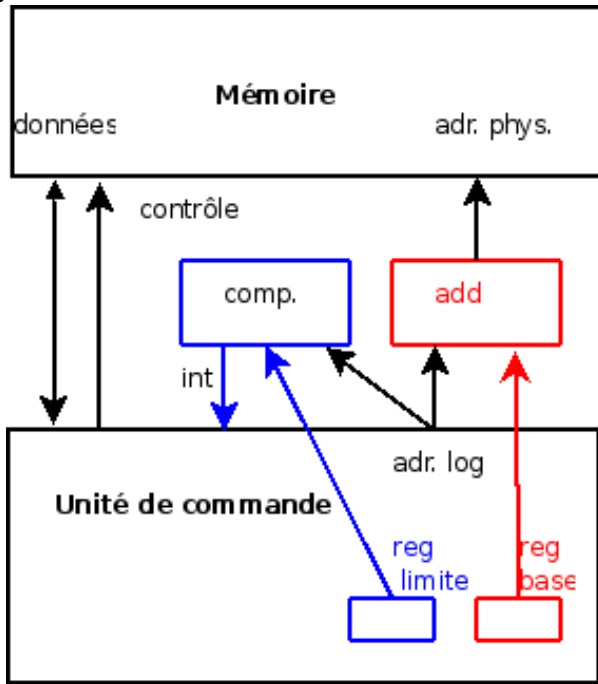 Mémoire
données
adr. phys.
contrôle
comp.
add
int
adr. log
Unité de commande
reg
limite
reg
base